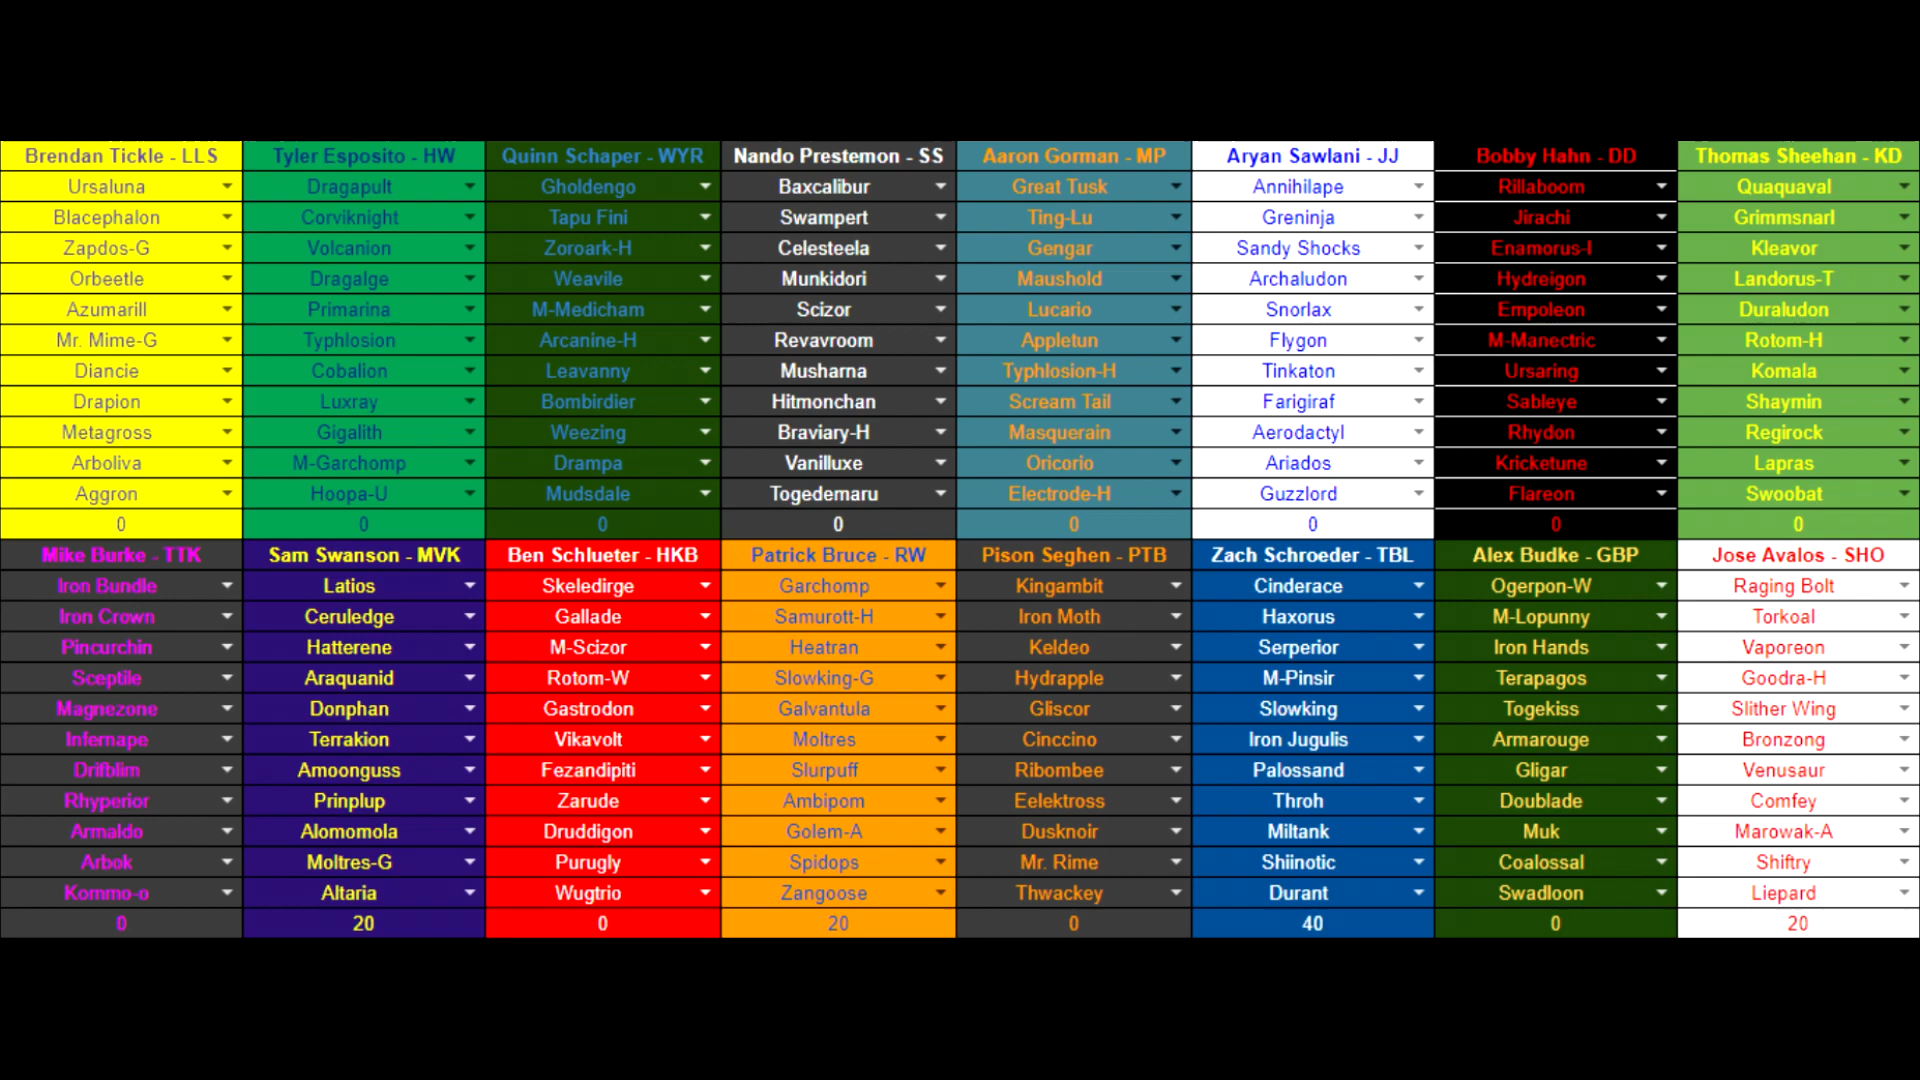 Brendan Tickle - LLS Tyler Esposito - HW Quinn Schaper - WYR Nando Prestemon - SS Aaron Gorman - MP Aryan Sawlani - JJ Bobby Hahn - DD Thomas Sheehan - KD
Ursaluna Dragapult Gholdengo Baxcalibur Great Tusk Annihilape Rillaboom Quaquaval
Blacephalon Corviknight Tapu Fini Swampert Ting-Lu Greninja Jirachi Grimmsnarl
Zapdos-G Volcanion Zoroark-H Celesteela Gengar Sandy Shocks Enamorus-I Kleavor
Orbeetle Dragalge Weavile Munkidori Maushold Archaludon Hydreigon Landorus-T
Azumarill Primarina M-Medicham Scizor Lucario Snorlax Empoleon Duraludon
Mr. Mime-G Typhlosion Arcanine-H Revavroom Appletun Flygon M-Manectric Rotom-H
Diancie Cobalion Leavanny Musharna Typhlosion-H Tinkaton Ursaring Komala
Drapion Luxray Bombirdier Hitmonchan Scream Tail Farigiraf Sableye Shaymin
Metagross Gigalith Weezing Braviary-H Masquerain Aerodactyl Rhydon Regirock
Arboliva M-Garchomp Drampa Vanilluxe Oricorio Ariados Kricketune Lapras
Aggron Hoopa-U Mudsdale Togedemaru Electrode-H Guzzlord Flareon Swoobat
0 0 0 0 0 0 0 0
Mike Burke - TTK Sam Swanson - MVK Ben Schlueter - HKB Patrick Bruce - RW Pison Seghen - PTB Zach Schroeder - TBL Alex Budke - GBP Jose Avalos - SHO
Iron Bundle Latios Skeledirge Garchomp Kingambit Cinderace Ogerpon-W Raging Bolt
Iron Crown Ceruledge Gallade Samurott-H Iron Moth Haxorus M-Lopunny Torkoal
Pincurchin Hatterene M-Scizor Heatran Keldeo Serperior Iron Hands Vaporeon
Sceptile Araquanid Rotom-W Slowking-G Hydrapple M-Pinsir Terapagos Goodra-H
Magnezone Donphan Gastrodon Galvantula Gliscor Slowking Togekiss Slither Wing
Infernape Terrakion Vikavolt Moltres Cinccino Iron Jugulis Armarouge Bronzong
Drifblim Amoonguss Fezandipiti Slurpuff Ribombee Palossand Gligar Venusaur
Rhyperior Prinplup Zarude Ambipom Eelektross Throh Doublade Comfey
Armaldo Alomomola Druddigon Golem-A Dusknoir Miltank Muk Marowak-A
Arbok Moltres-G Purugly Spidops Mr. Rime Shiinotic Coalossal Shiftry
Kommo-o Altaria Wugtrio Zangoose Thwackey Durant Swadloon Liepard
0 20 0 20 0 40 0 20